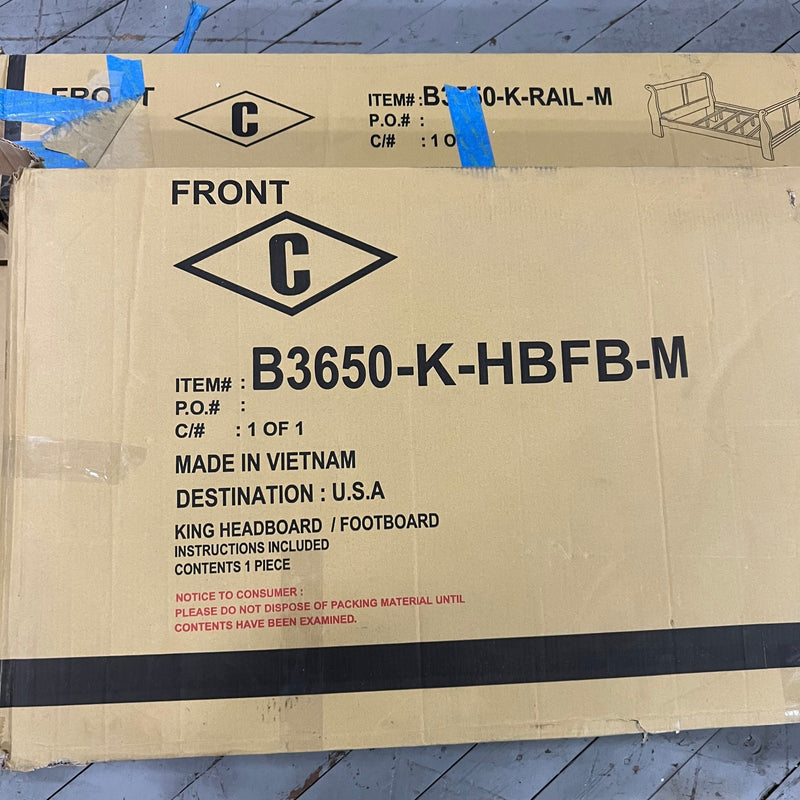 FRONT
C
ITEM# : B3650-K-RAIL-M
P.O.# :
C/# : 1 O
FRONT
C
ITEM# : B3650-K-HBFB-M
P.O.# :
C/# : 1 OF 1
MADE IN VIETNAM
DESTINATION : U.S.A
KING HEADBOARD / FOOTBOARD
INSTRUCTIONS INCLUDED
CONTENTS 1 PIECE
NOTICE TO CONSUMER :
PLEASE DO NOT DISPOSE OF PACKING MATERIAL UNTIL
CONTENTS HAVE BEEN EXAMINED.